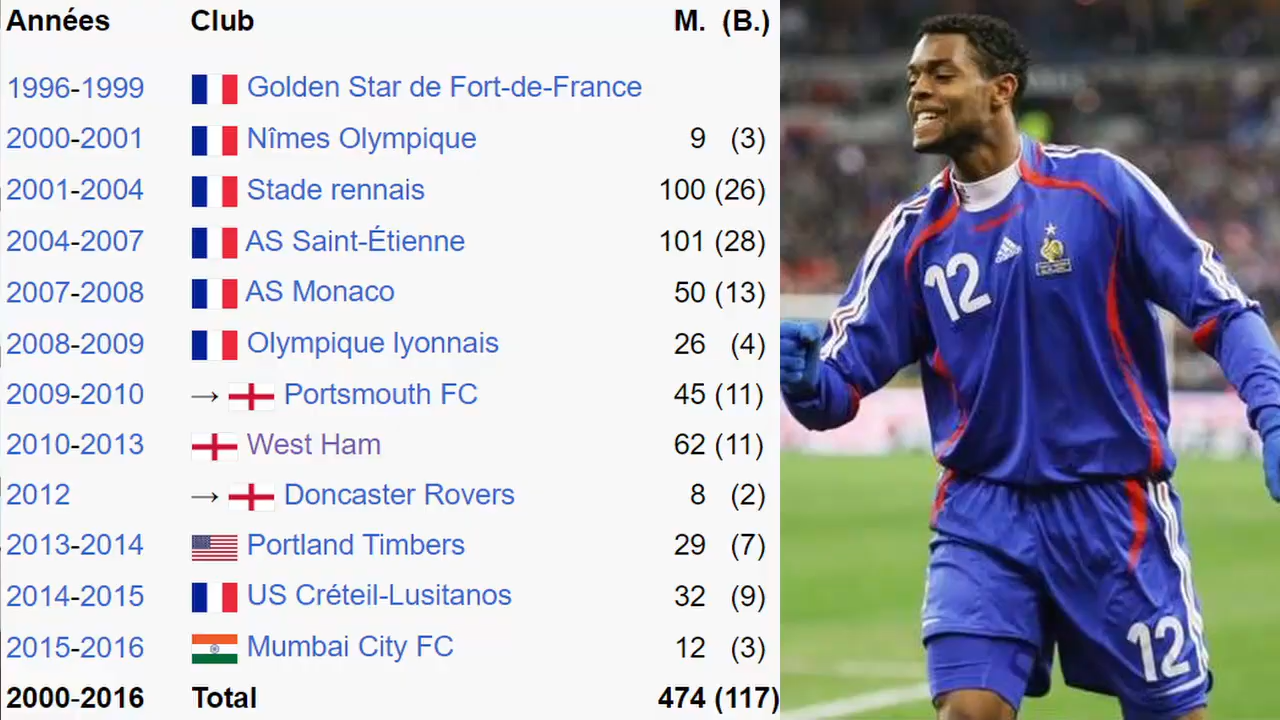 Années Club M. (B.)
1996-1999 Golden Star de Fort-de-France
2000-2001 Nîmes Olympique 9 (3)
2001-2004 Stade rennais 100 (26)
2004-2007 AS Saint-Étienne 101 (28)
2007-2008 AS Monaco 50 (13)
2008-2009 Olympique lyonnais 26 (4)
2009-2010 → Portsmouth FC 45 (11)
2010-2013 West Ham 62 (11)
2012 → Doncaster Rovers 8 (2)
2013-2014 Portland Timbers 29 (7)
2014-2015 US Créteil-Lusitanos 32 (9)
2015-2016 Mumbai City FC 12 (3)
2000-2016 Total 474 (117)
adidas
12
12